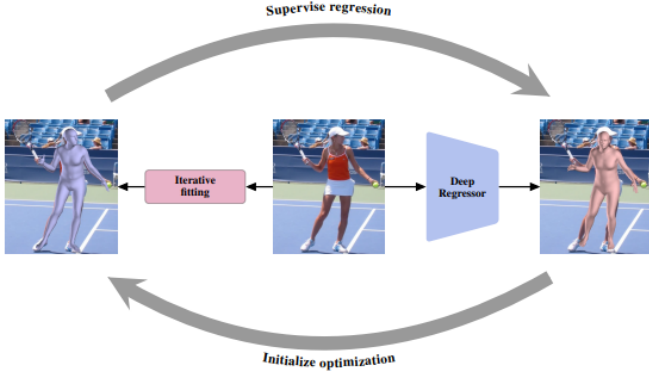 Supervise regression
Iterative
fitting
Deep
Regressor
Initialize optimization